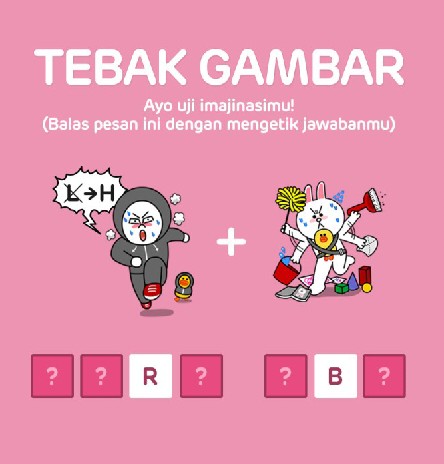 TEBAK GAMBAR
Ayo uji imajinasimu!
(Balas pesan ini dengan mengetik jawabanmu)
L→H
+
? ? R ? ? B ?